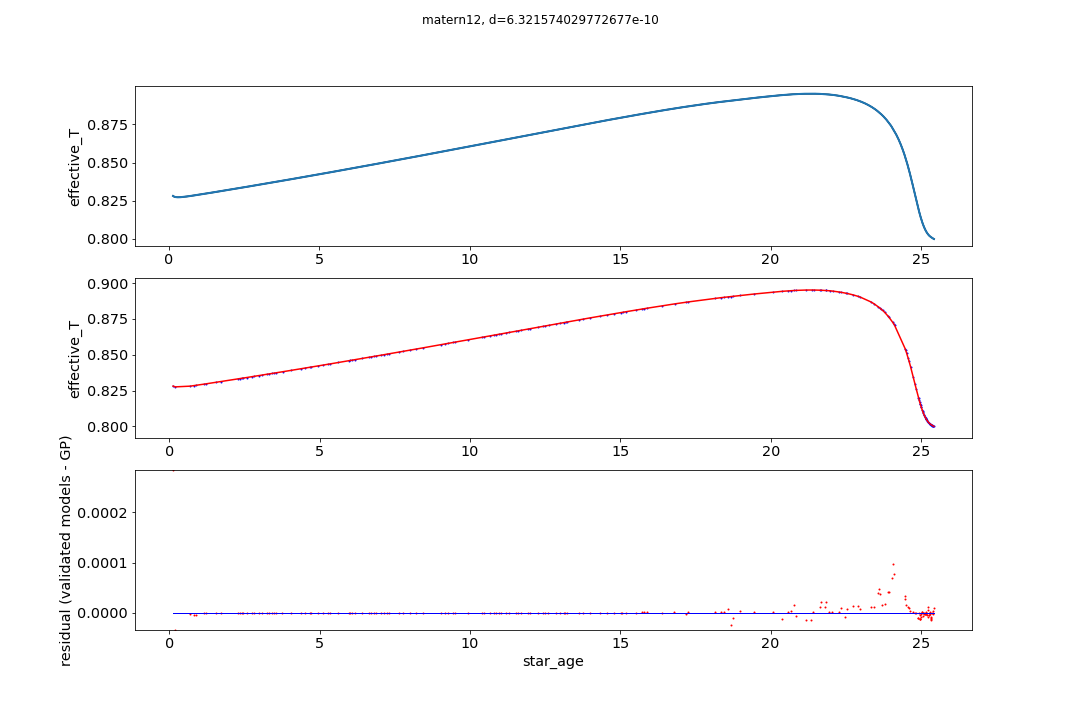 matern12, d=6.321574029772677e-10
effective_T
0.875
0.850
0.825
0.800
0 5 10 15 20 25
effective_T
0.900
0.875
0.850
0.825
0.800
0 5 10 15 20 25
residual (validated models - GP)
0.0002
0.0001
0.0000
0 5 10 15 20 25
star_age